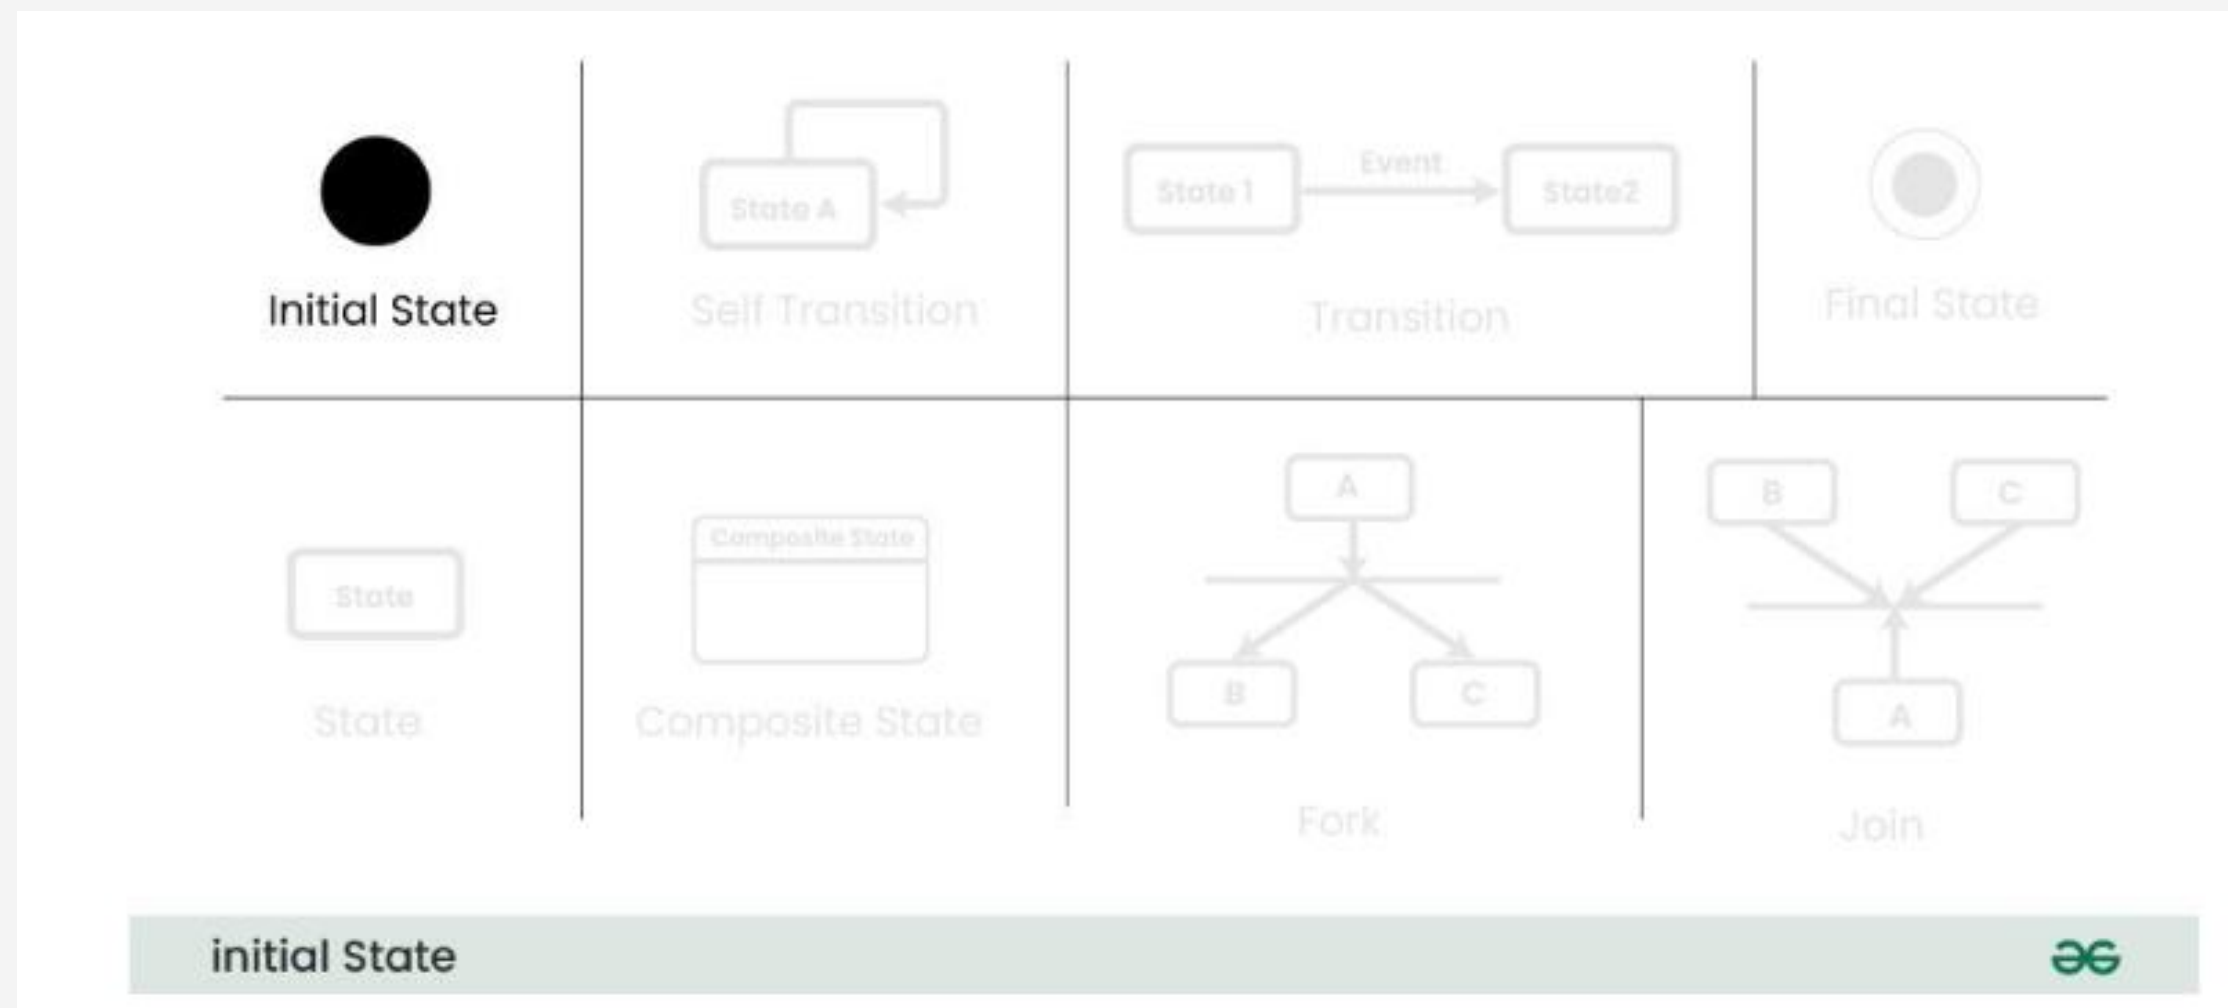 State A
Event
State 1
State2
Initial State
Self Transition
Transition
Final State
A
B
C
Composite State
State
B
C
A
State
Composite State
Fork
Join
initial State